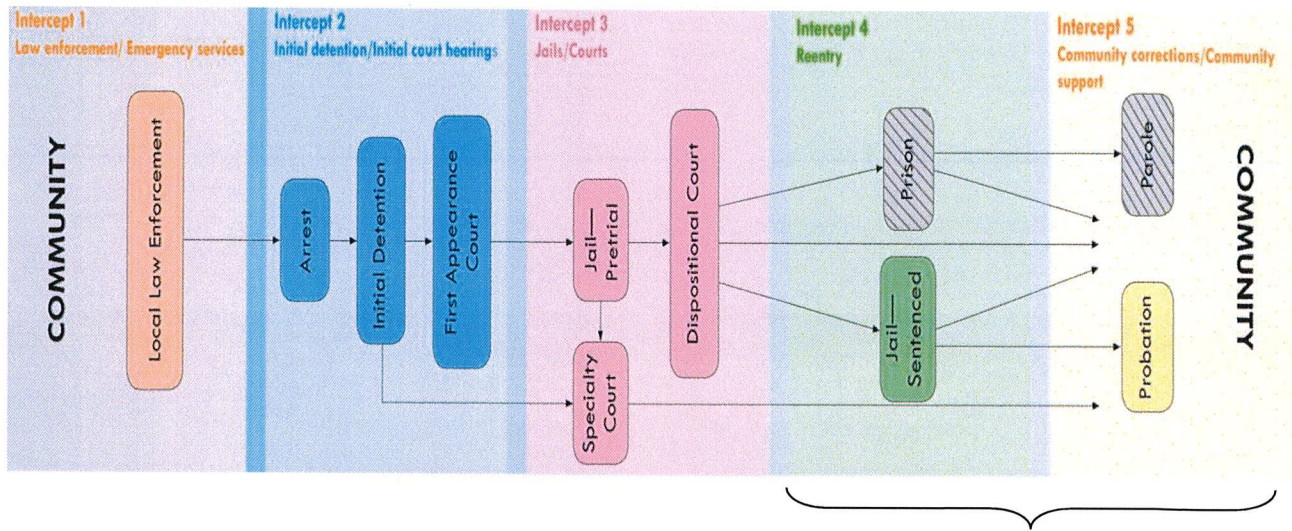 Intercept 1
Law enforcement/ Emergency services
Intercept 2
Initial detention/Initial court hearings
Intercept 3
Jails/Courts
Intercept 4
Reentry
Intercept 5
Community corrections/Community
support
COMMUNITY
Local Law Enforcement
Arrest
Initial Detention
First Appearance
Court
Jail—
Pretrial
Specialty
Court
Dispositional Court
Prison
Jail—
Sentenced
Parole
Probation
COMMUNITY